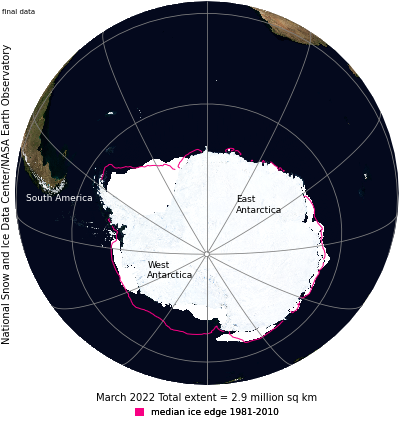 final data
National Snow and Ice Data Center/NASA Earth Observatory
South America
East
Antarctica
West
Antarctica
March 2022 Total extent = 2.9 million sq km
median ice edge 1981-2010